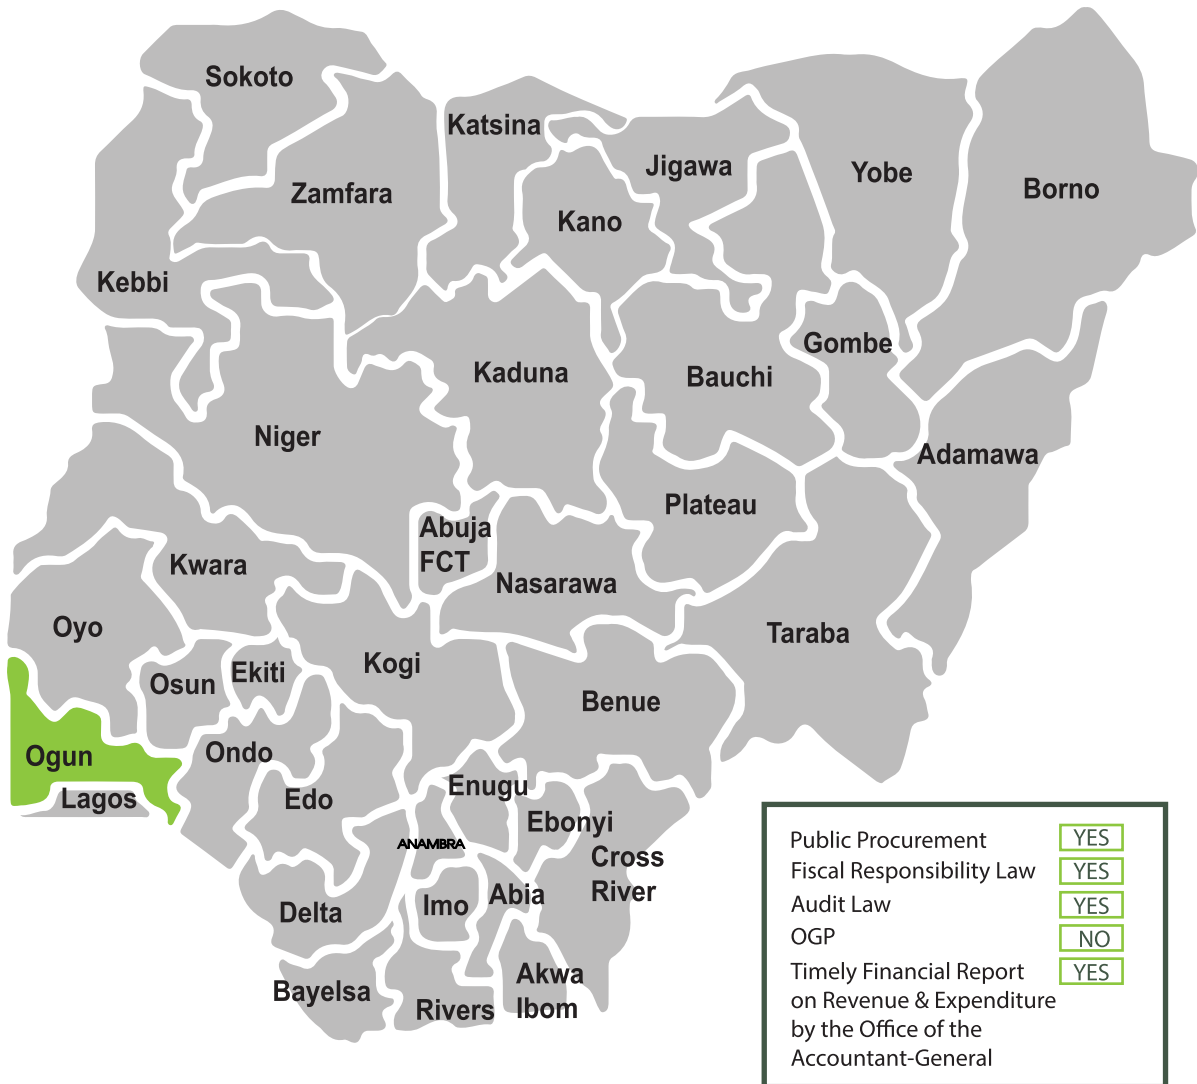 Sokoto
Katsina
Jigawa
Yobe
Borno
Zamfara
Kano
Kebbi
Gombe
Kaduna
Bauchi
Niger
Adamawa
Plateau
Abuja
FCT
Kwara
Nasarawa
Oyo
Taraba
Kogi
Ekiti
Osun
Benue
Ogun
Ondo
Lagos
Edo
Enugu
Ebonyi
ANAMBRA
Cross
River
Imo
Abia
Delta
Bayelsa
Rivers
Akwa
Ibom
Public Procurement YES
Fiscal Responsibility Law YES
Audit Law YES
OGP NO
Timely Financial Report YES
on Revenue & Expenditure
by the Office of the
Accountant-General